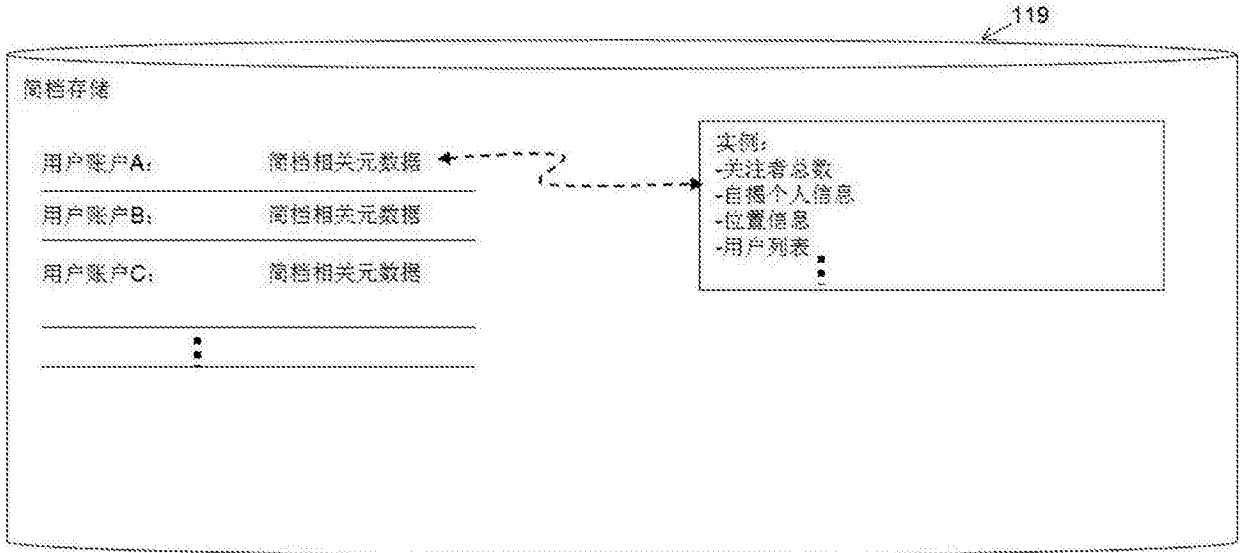 119
简档存储
用户账户A: 简档相关元数据
用户账户B: 简档相关元数据
用户账户C: 简档相关元数据
实例:
-关注者总数
-自揭个人信息
-位置信息
-用户列表